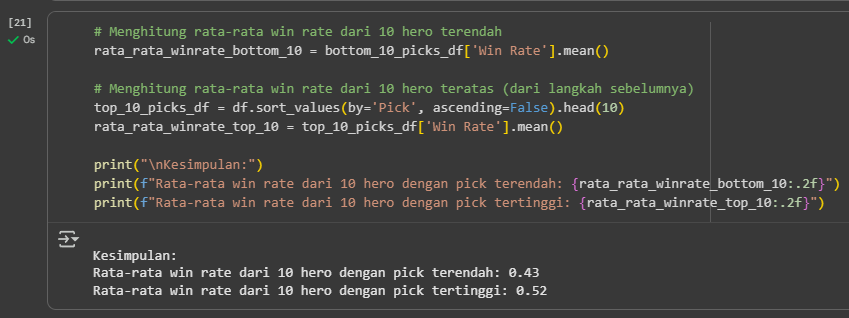 [21]
0s
# Menghitung rata-rata win rate dari 10 hero terendah
rata_rata_winrate_bottom_10 = bottom_10_picks_df['Win Rate'].mean()
# Menghitung rata-rata win rate dari 10 hero teratas (dari langkah sebelumnya)
top_10_picks_df = df.sort_values(by='Pick', ascending=False).head(10)
rata_rata_winrate_top_10 = top_10_picks_df['Win Rate'].mean()
print("\nKesimpulan:")
print(f"Rata-rata win rate dari 10 hero dengan pick terendah: {rata_rata_winrate_bottom_10:.2f}")
print(f"Rata-rata win rate dari 10 hero dengan pick tertinggi: {rata_rata_winrate_top_10:.2f}")
Kesimpulan:
Rata-rata win rate dari 10 hero dengan pick terendah: 0.43
Rata-rata win rate dari 10 hero dengan pick tertinggi: 0.52